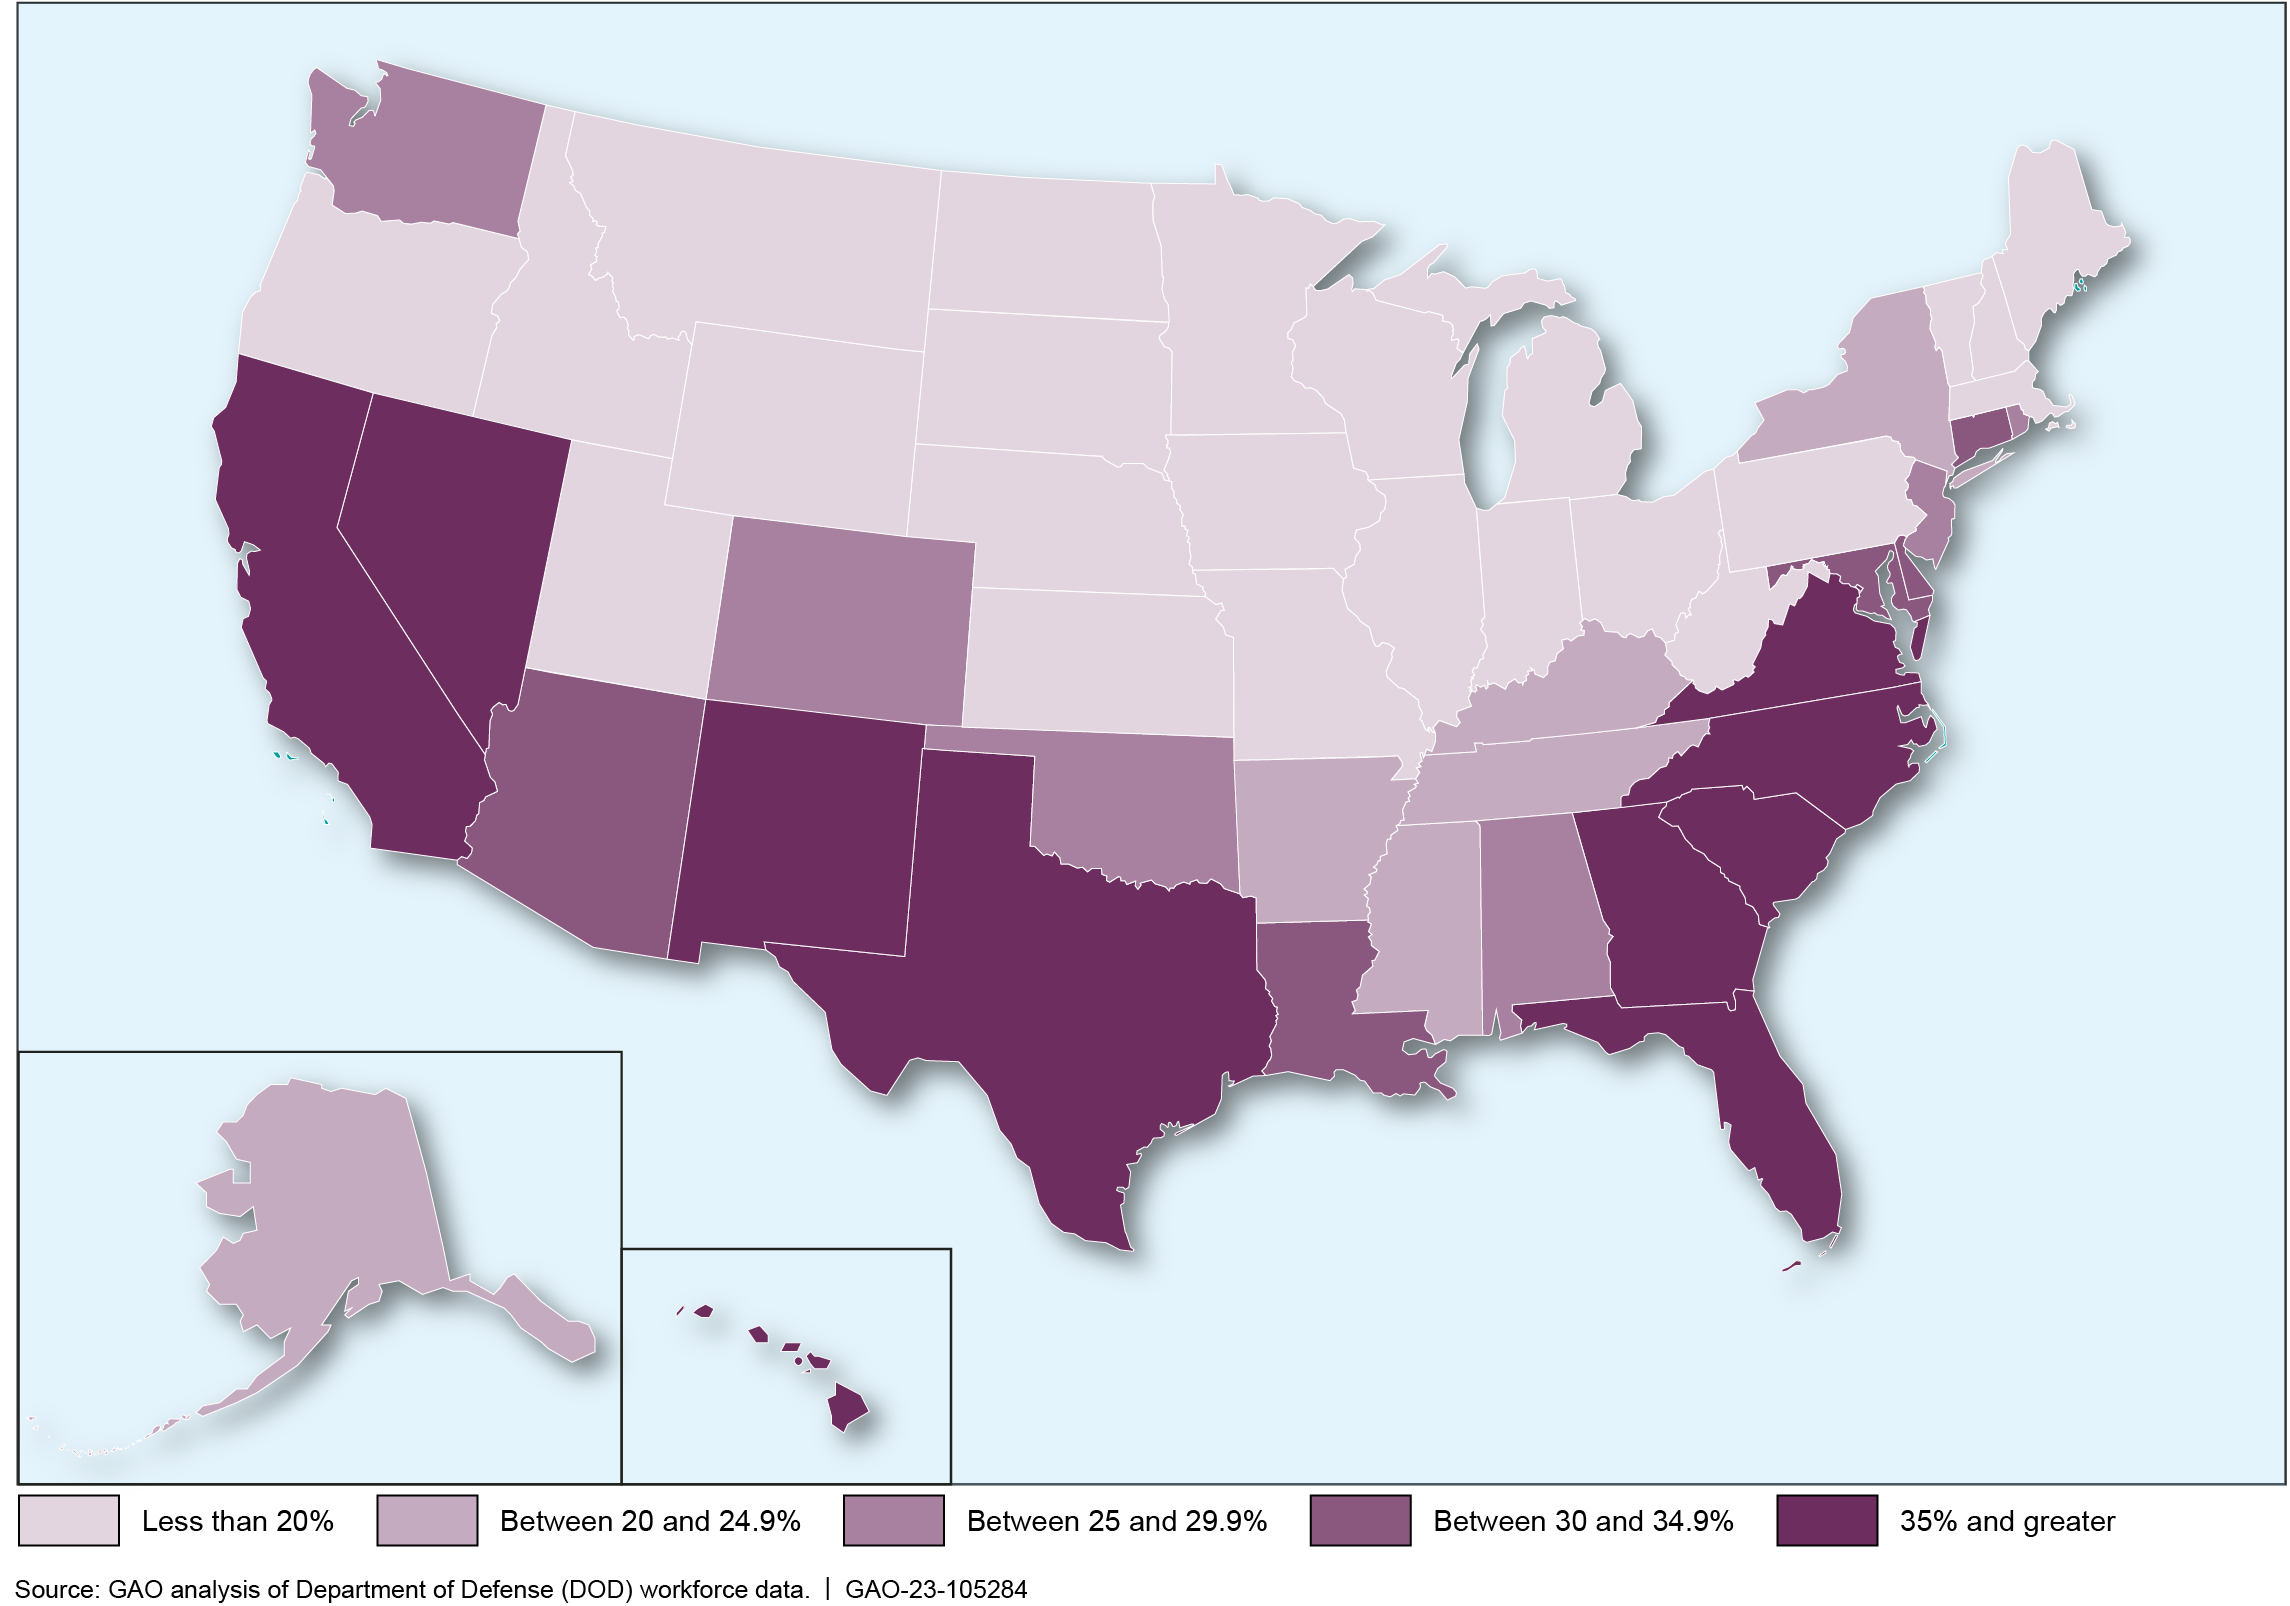 Less than 20%
Between 20 and 24.9%
Between 25 and 29.9%
Between 30 and 34.9%
35% and greater
Source: GAO analysis of Department of Defense (DOD) workforce data. | GAO-23-105284